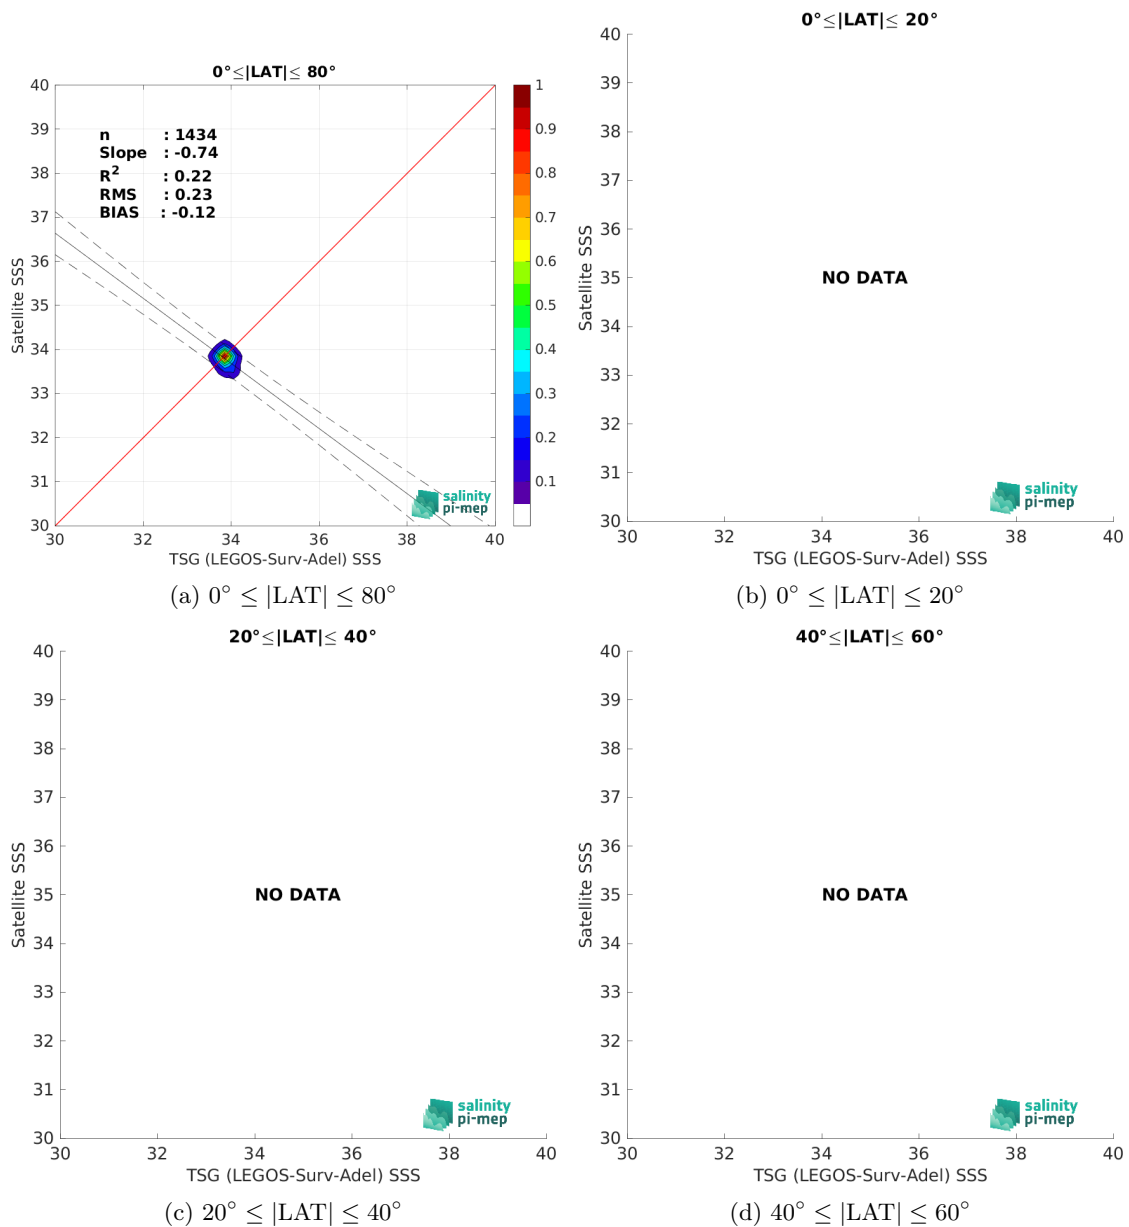 0°≤|LAT|≤ 80°
n : 1434
Slope : -0.74
R² : 0.22
RMS : 0.23
BIAS : -0.12
Satellite SSS
40
39
38
37
36
35
34
33
32
31
30
30 32 34 36 38 40
TSG (LEGOS-Surv-Adel) SSS
1
0.9
0.8
0.7
0.6
0.5
0.4
0.3
0.2
0.1
salinity
pi-mep
(a) 0° ≤ |LAT| ≤ 80°
0°≤|LAT|≤ 20°
Satellite SSS
40
39
38
37
36
35
34
33
32
31
30
NO DATA
salinity
pi-mep
30 32 34 36 38 40
TSG (LEGOS-Surv-Adel) SSS
(b) 0° ≤ |LAT| ≤ 20°
20°≤|LAT|≤ 40°
Satellite SSS
40
39
38
37
36
35
34
33
32
31
30
NO DATA
salinity
pi-mep
30 32 34 36 38 40
TSG (LEGOS-Surv-Adel) SSS
(c) 20° ≤ |LAT| ≤ 40°
40°≤|LAT|≤ 60°
Satellite SSS
40
39
38
37
36
35
34
33
32
31
30
NO DATA
salinity
pi-mep
30 32 34 36 38 40
TSG (LEGOS-Surv-Adel) SSS
(d) 40° ≤ |LAT| ≤ 60°